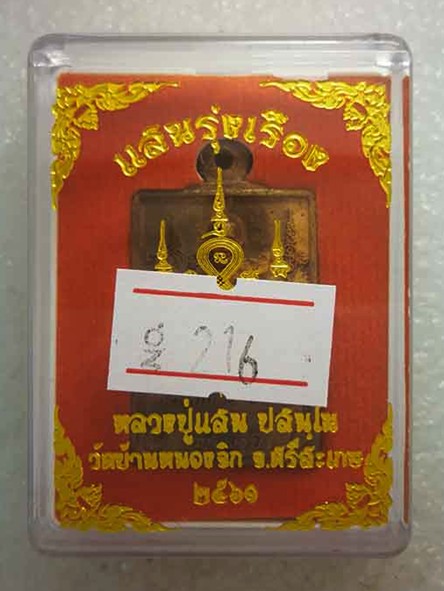 แสนรุ่งเรือง
นอ 216
หลวงปู่แสน ปสนฺโน
วัดบ้านหนองจิก จ.ศรีสะเกษ
๒๕๖๑